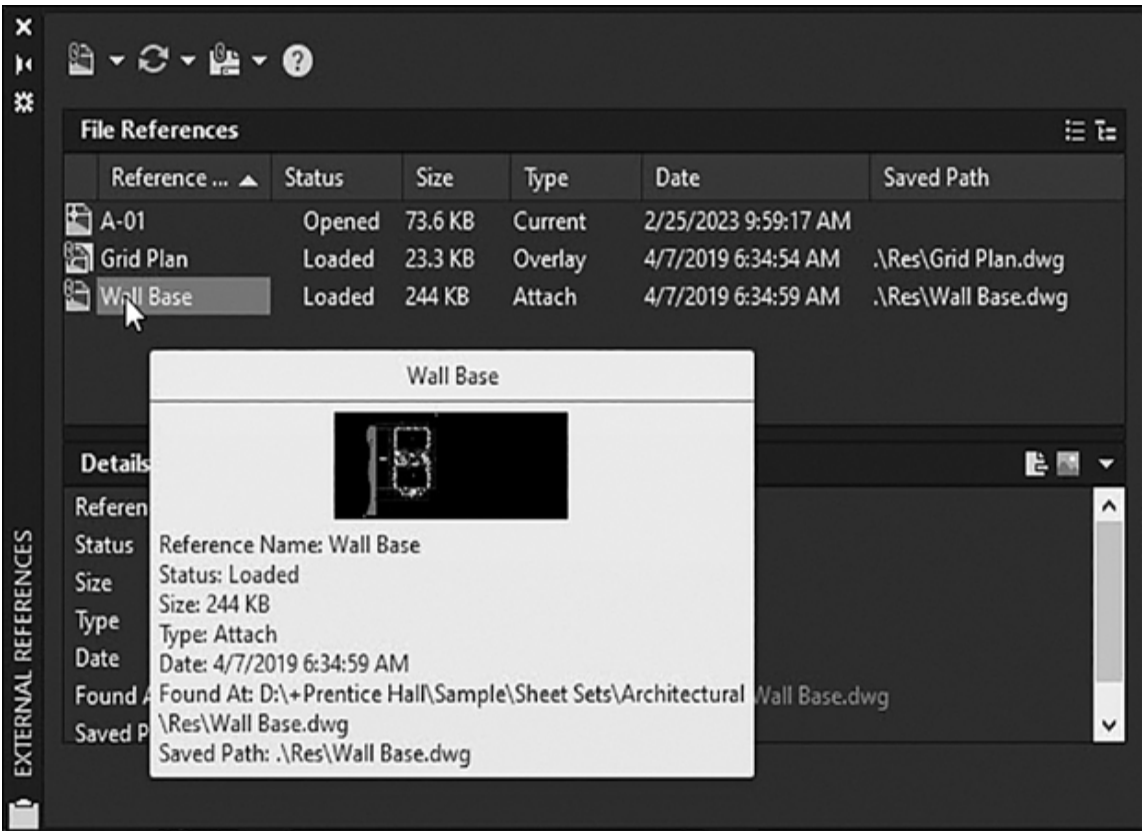 File References
Reference ... Status Size Type Date Saved Path
A-01 Opened 73.6 KB Current 2/25/2023 9:59:17 AM
Grid Plan Loaded 23.3 KB Overlay 4/7/2019 6:34:54 AM .\Res\Grid Plan.dwg
Wall Base Loaded 244 KB Attach 4/7/2019 6:34:59 AM .\Res\Wall Base.dwg
Wall Base
Details
Referen
Status
Size
Type
Date
Found A
Saved P
Reference Name: Wall Base
Status: Loaded
Size: 244 KB
Type: Attach
Date: 4/7/2019 6:34:59 AM
Found At: D:\+Prentice Hall\Sample\Sheet Sets\Architectural
\Res\Wall Base.dwg
Saved Path: .\Res\Wall Base.dwg
Wall Base.dwg
EXTERNAL REFERENCES